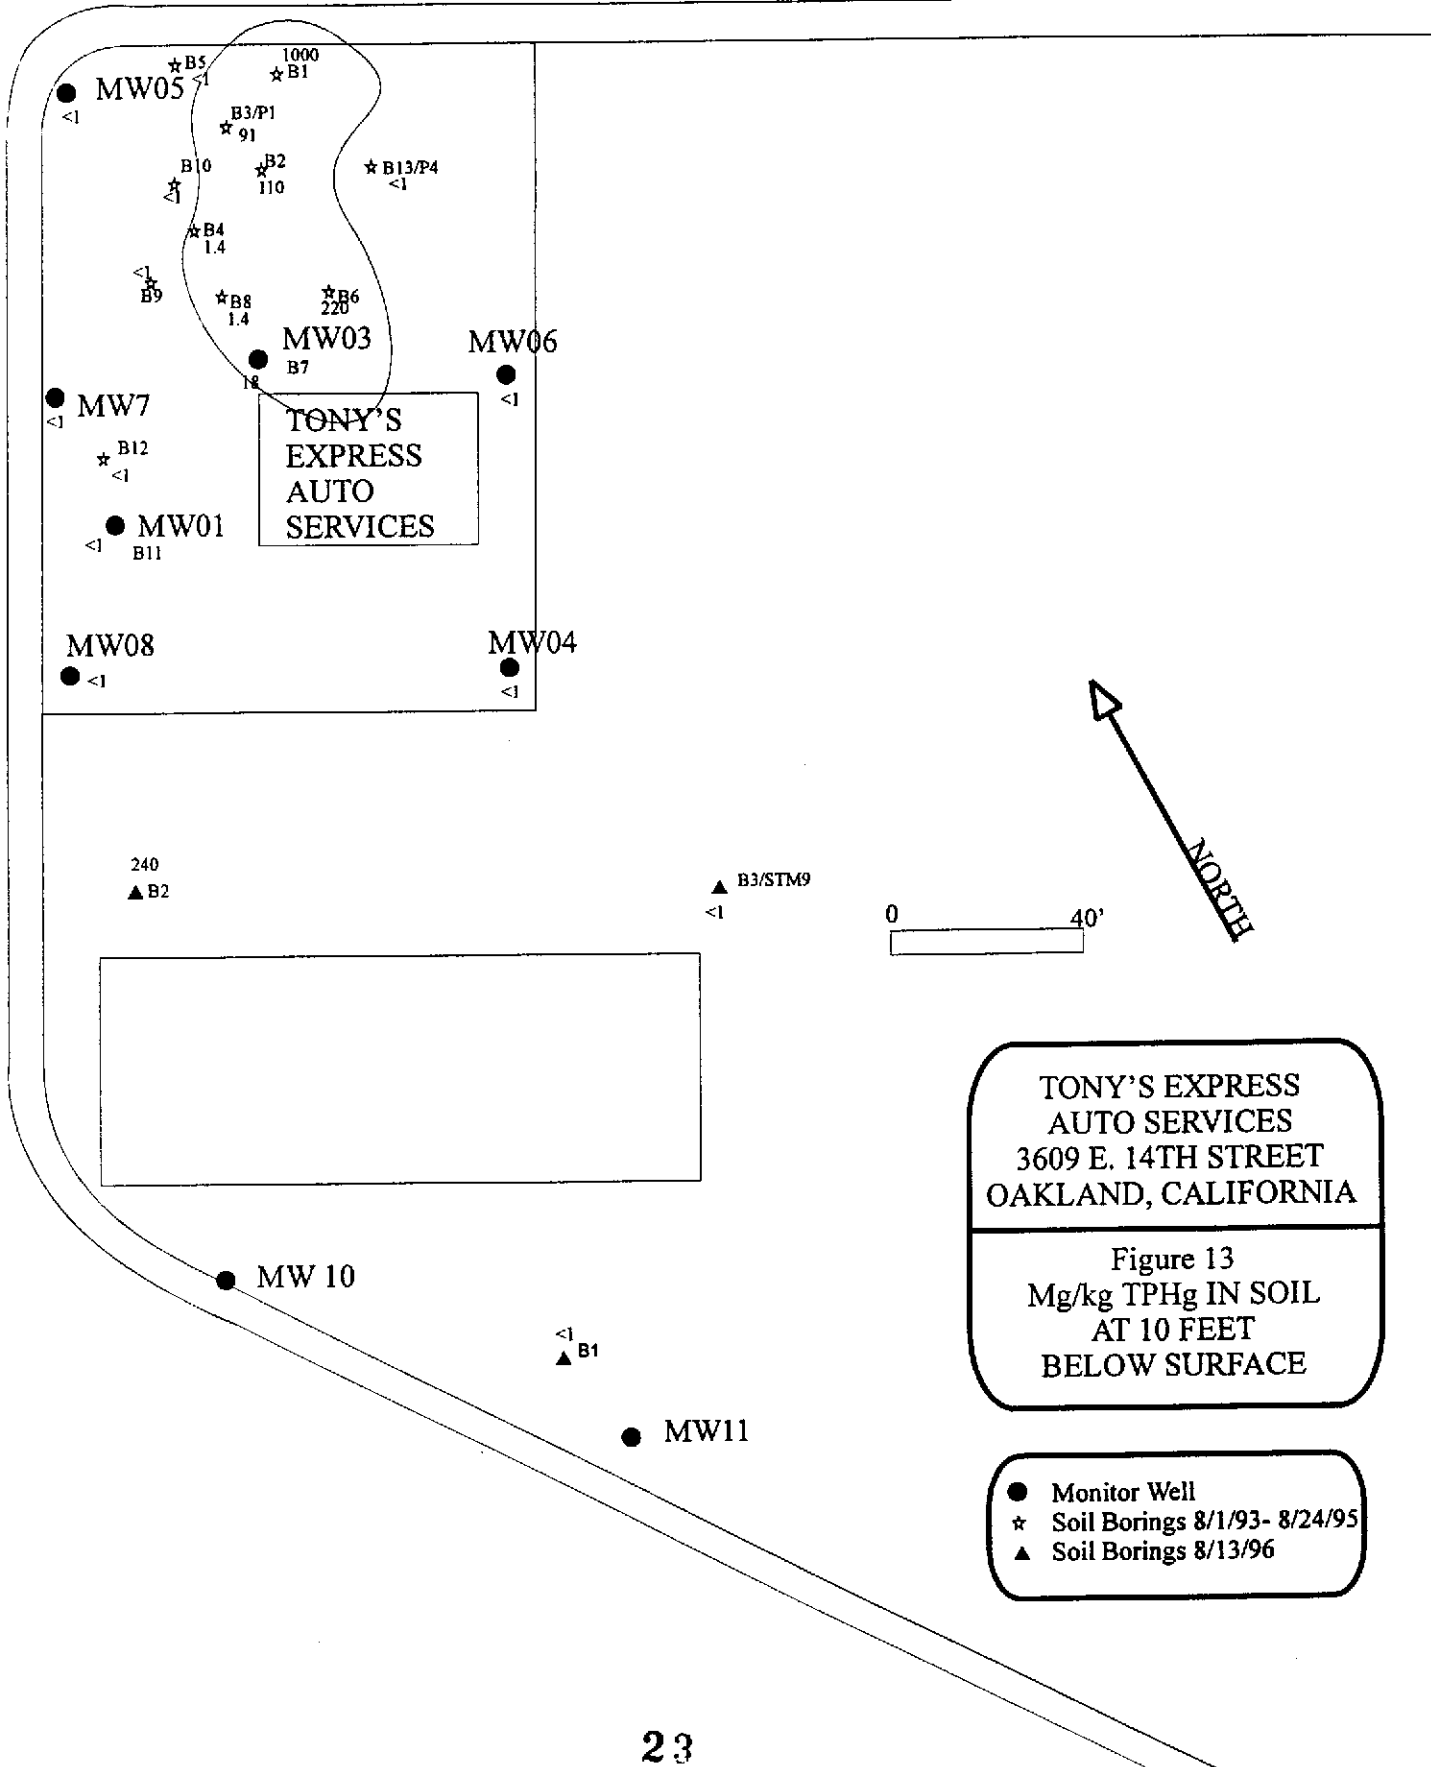 1000
B5
<1
B1
MW05
<1
B3/P1
91
B10
<1
B2
110
B13/P4
<1
B4
1.4
<1
B9
B8
1.4
B6
220
MW03
B7
18
MW06
<1
MW7
<1
TONY'S
EXPRESS
AUTO
SERVICES
B12
<1
MW01
<1
B11
MW08
<1
MW04
<1
240
B2
B3/STM9
<1
0
40'
NORTH
TONY'S EXPRESS
AUTO SERVICES
3609 E. 14TH STREET
OAKLAND, CALIFORNIA
Figure 13
Mg/kg TPHg IN SOIL
AT 10 FEET
BELOW SURFACE
MW 10
<1
B1
MW11
Monitor Well
Soil Borings 8/1/93- 8/24/95
Soil Borings 8/13/96
23